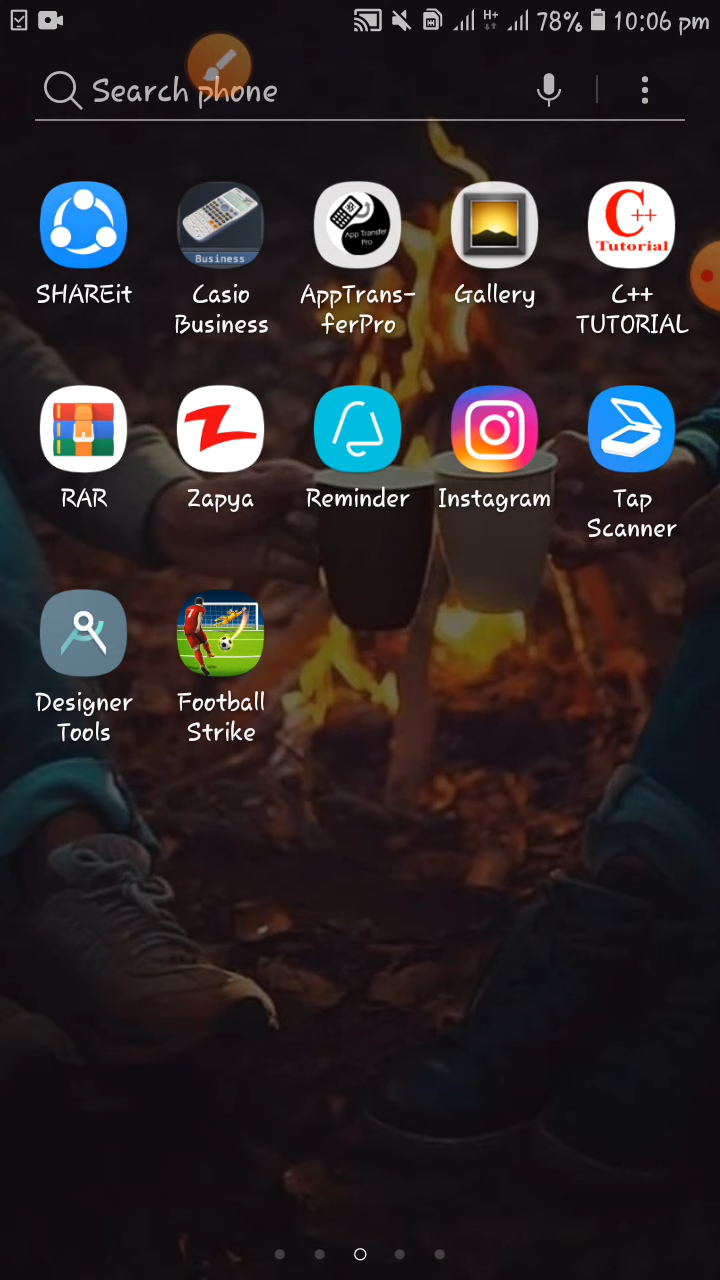 H+ 78% 10:06 pm
Search phone
Business
App Transfer
Pro
C++
Tutorial
SHAREit Casio AppTrans- Gallery C++
Business ferPro TUTORIAL
RAR Zapya Reminder Instagram Tap
Scanner
7
Designer Football
Tools Strike